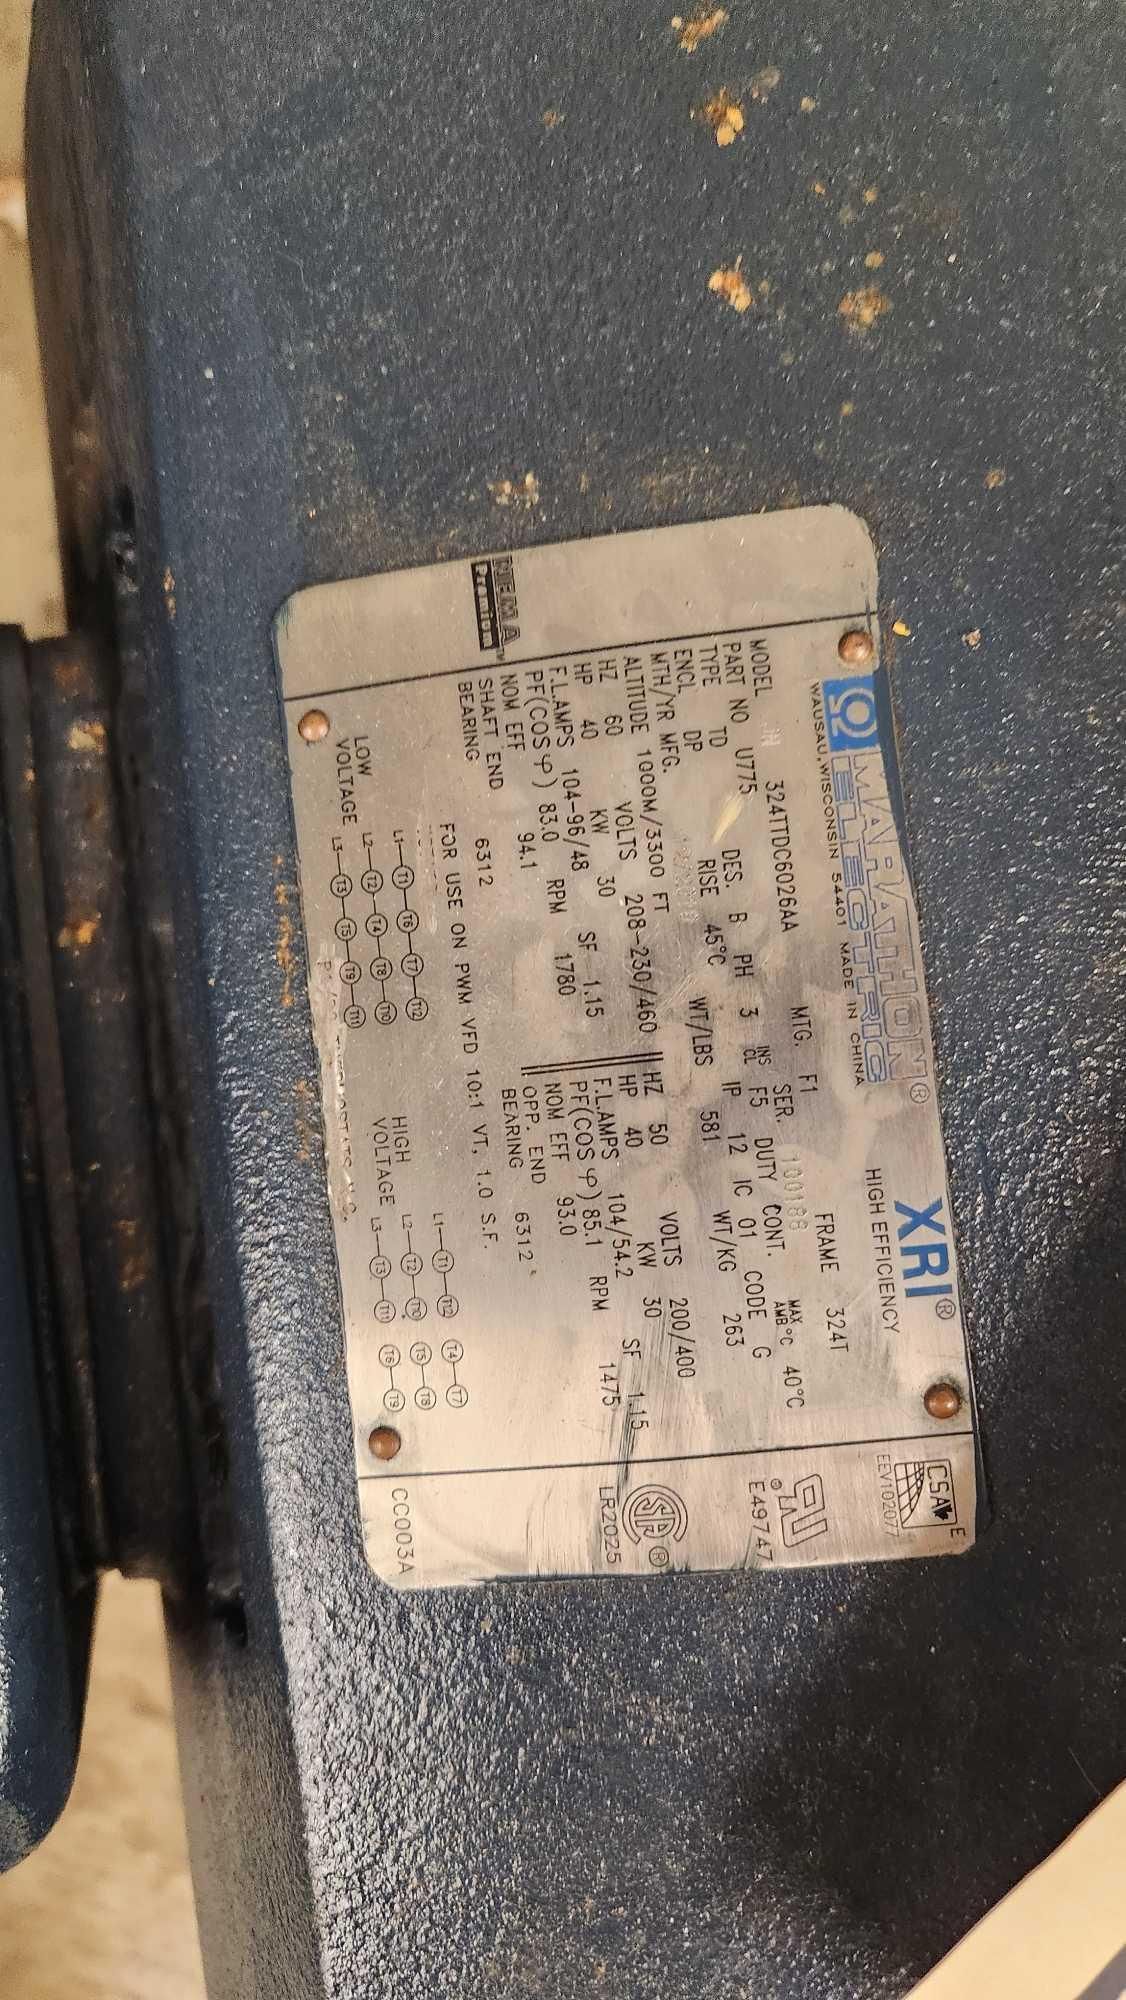 MARATHON® XRI®
ELECTRIC HIGH EFFICIENCY
WAUSAU, WISCONSIN 54401 MADE IN CHINA
MODEL 324TTDC6026AA FRAME 324T
PART NO U775 MTG. F1 SER. 100188 MAX AMB °C 40°C
TYPE TD DES. B PH 3 INS CL F5 DUTY CONT.
ENCL DP RISE 45°C IP 12 IC 01 CODE G
MTH/YR MFG. WT/LBS 581 WT/KG 263
ALTITUDE 1000M/3300 FT
HZ 60 VOLTS 208-230/460 HZ 50 VOLTS 200/400
HP 40 KW 30 SF 1.15 HP 40 KW 30 SF 1.15
F.L.AMPS 104-96/48 F.L.AMPS 104/54.2
PF(COS φ) 83.0 RPM 1780 PF(COS φ) 85.1 RPM 1475
NOM EFF 94.1 NOM EFF 93.0
SHAFT END OPP. END
BEARING 6312 BEARING 6312
FOR USE ON PWM VFD 10:1 VT, 1.0 S.F.
LOW VOLTAGE HIGH VOLTAGE
L1 T1 T6 T7 T12 L1 T1 T10 T4 T7
L2 T2 T4 T8 T10 L2 T2 T5 T8
L3 T3 T5 T9 T11 L3 T3 T11 T6 T9
NEMA™
Premium
CSA E
EEV102077
E49747
SA®
LR2025
CC003A